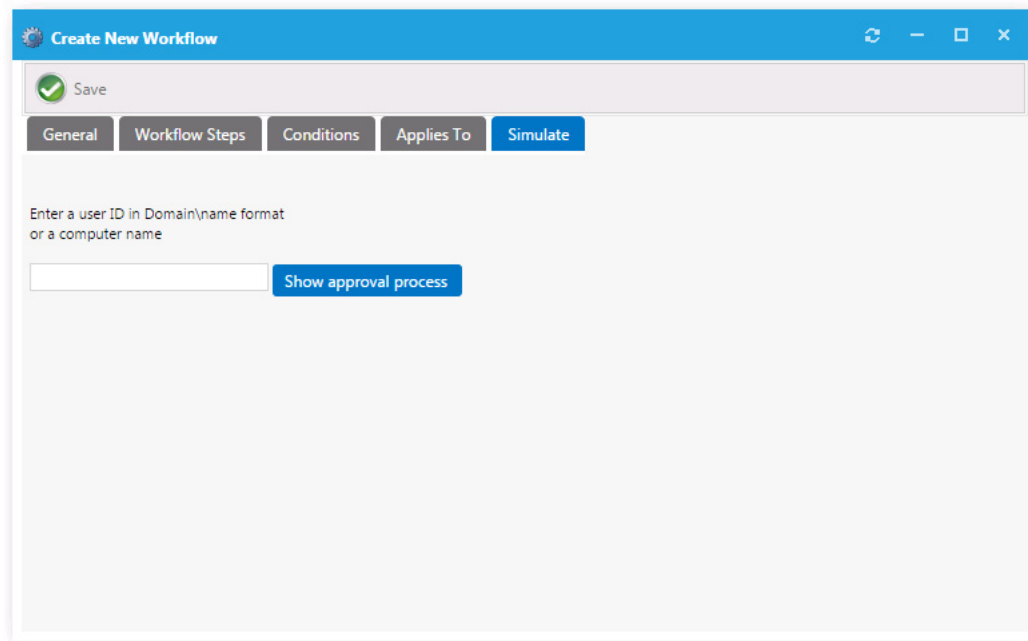 Create New Workflow
Save
General Workflow Steps Conditions Applies To Simulate
Enter a user ID in Domain\name format
or a computer name
Show approval process